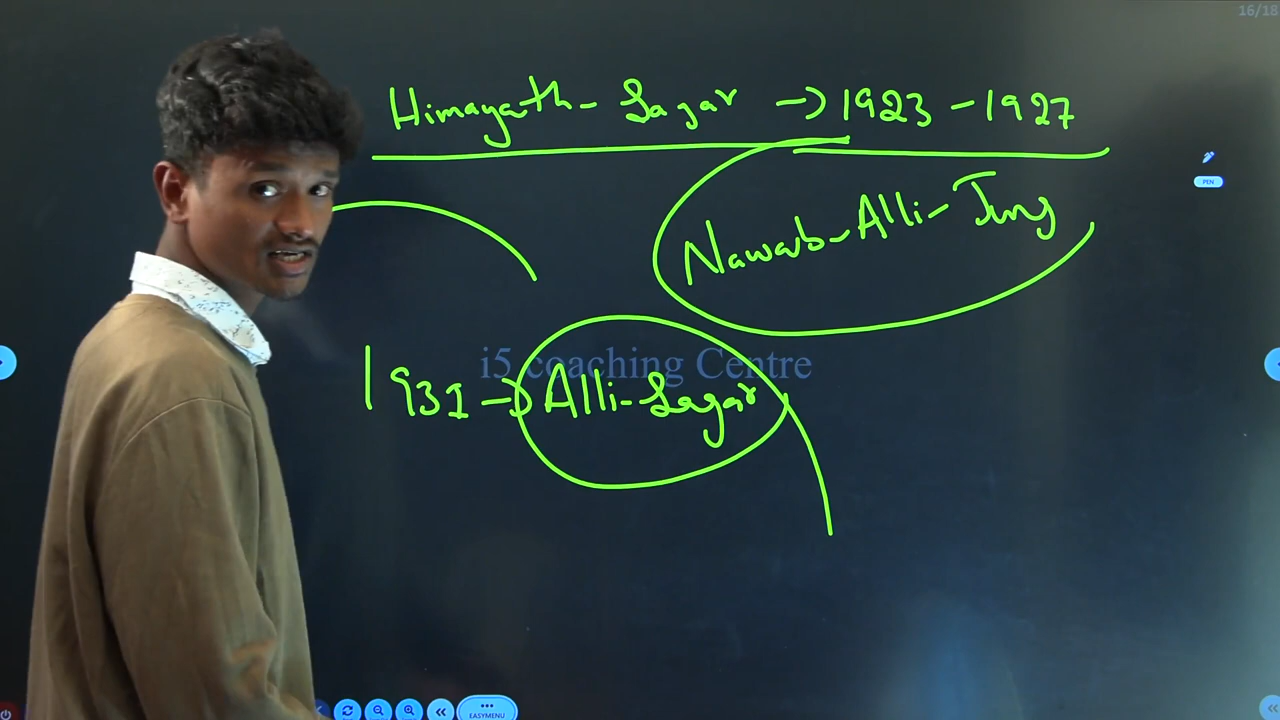 16/18
Himayath-Sagar → 1923-1927
PEN
Nawab-Alli-Jung
i5 coaching Centre
1931 → Alli-Sagar
EASYMENU